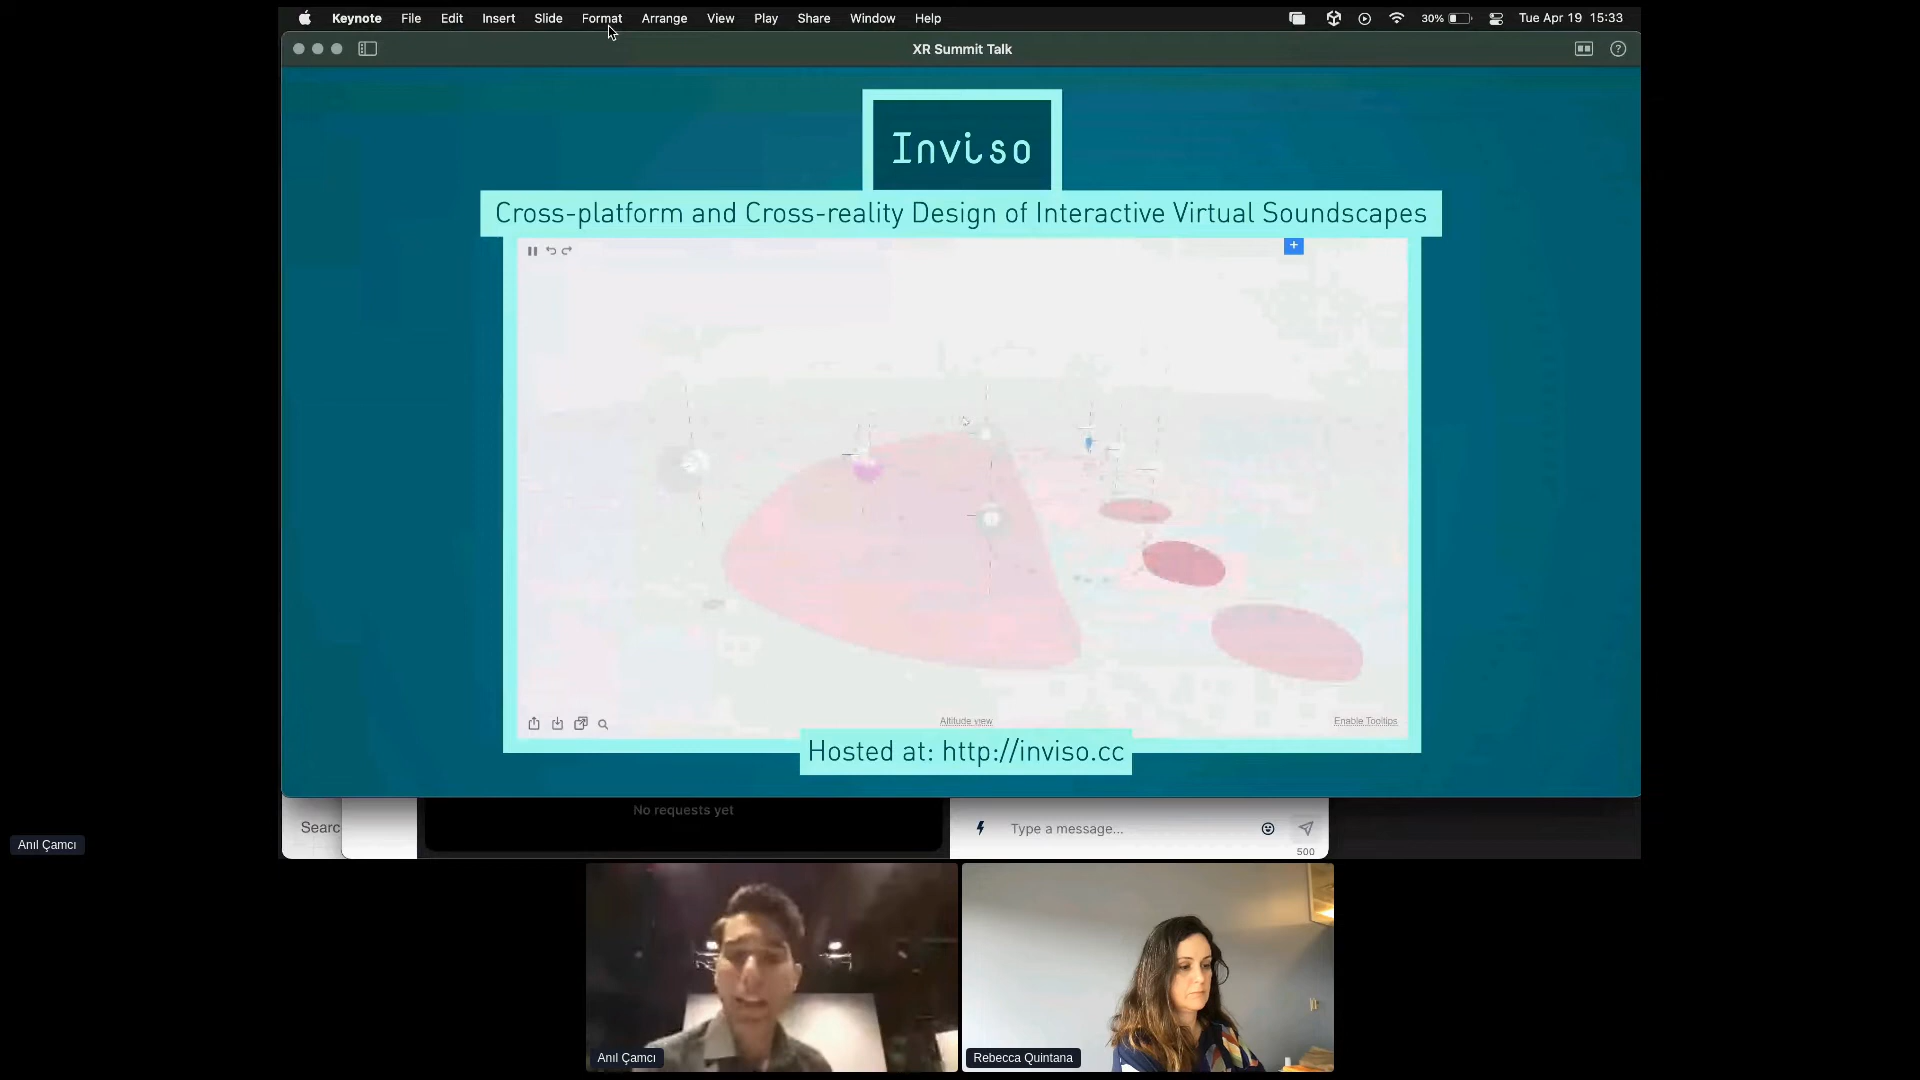 Keynote File Edit Insert Slide Format Arrange View Play Share Window Help 30% Tue Apr 19 15:33
XR Summit Talk
Inviso
Cross-platform and Cross-reality Design of Interactive Virtual Soundscapes
Altitude view
Enable Tooltips
Hosted at: http://inviso.cc
No requests yet
Searc
Type a message...
500
Anıl Çamcı
Anıl Çamcı
Rebecca Quintana